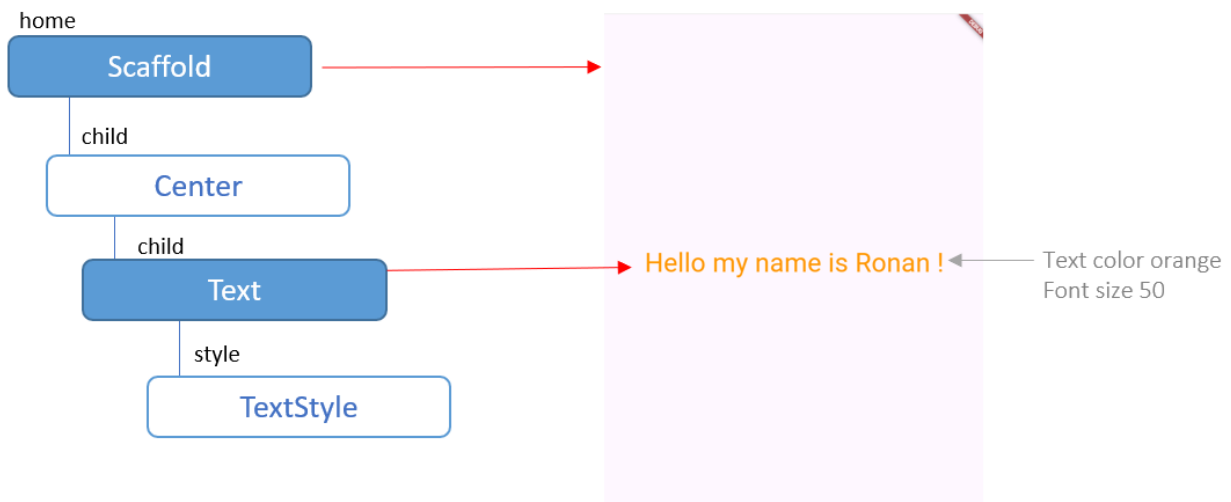 home
Scaffold
child
Center
child
Text
style
TextStyle
Hello my name is Ronan !
Text color orange
Font size 50